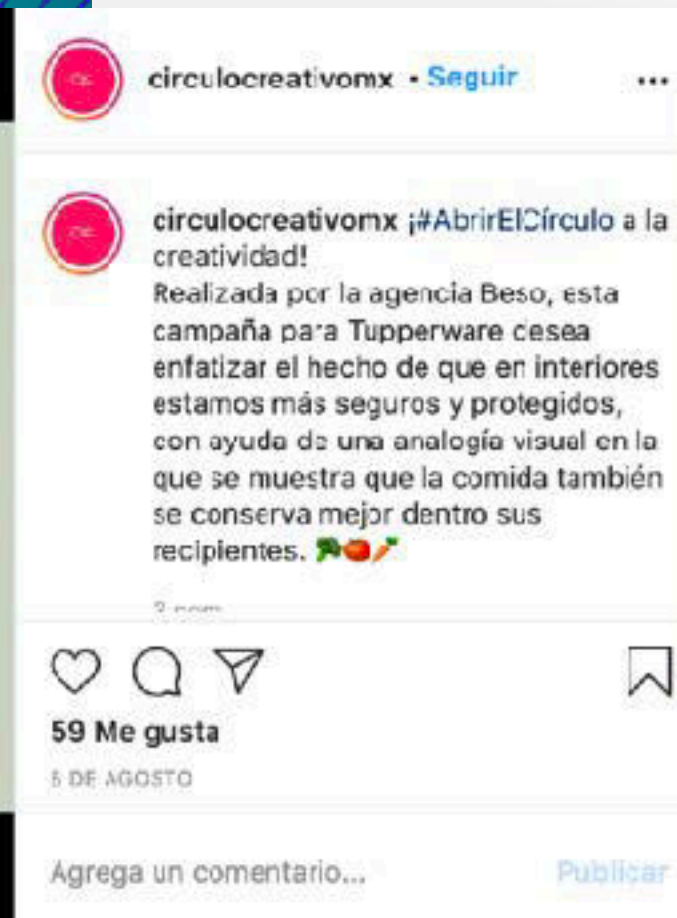 circulocreativomx • Seguir
circulocreativomx ¡#AbrirElCírculo a la
creatividad!
Realizada por la agencia Beso, esta
campaña para Tupperware desea
enfatizar el hecho de que en interiores
estamos más seguros y protegidos,
con ayuda de una analogía visual en la
que se muestra que la comida también
se conserva mejor dentro sus
recipientes. 🥦🍅🥕
59 Me gusta
6 DE AGOSTO
Agrega un comentario... Publicar